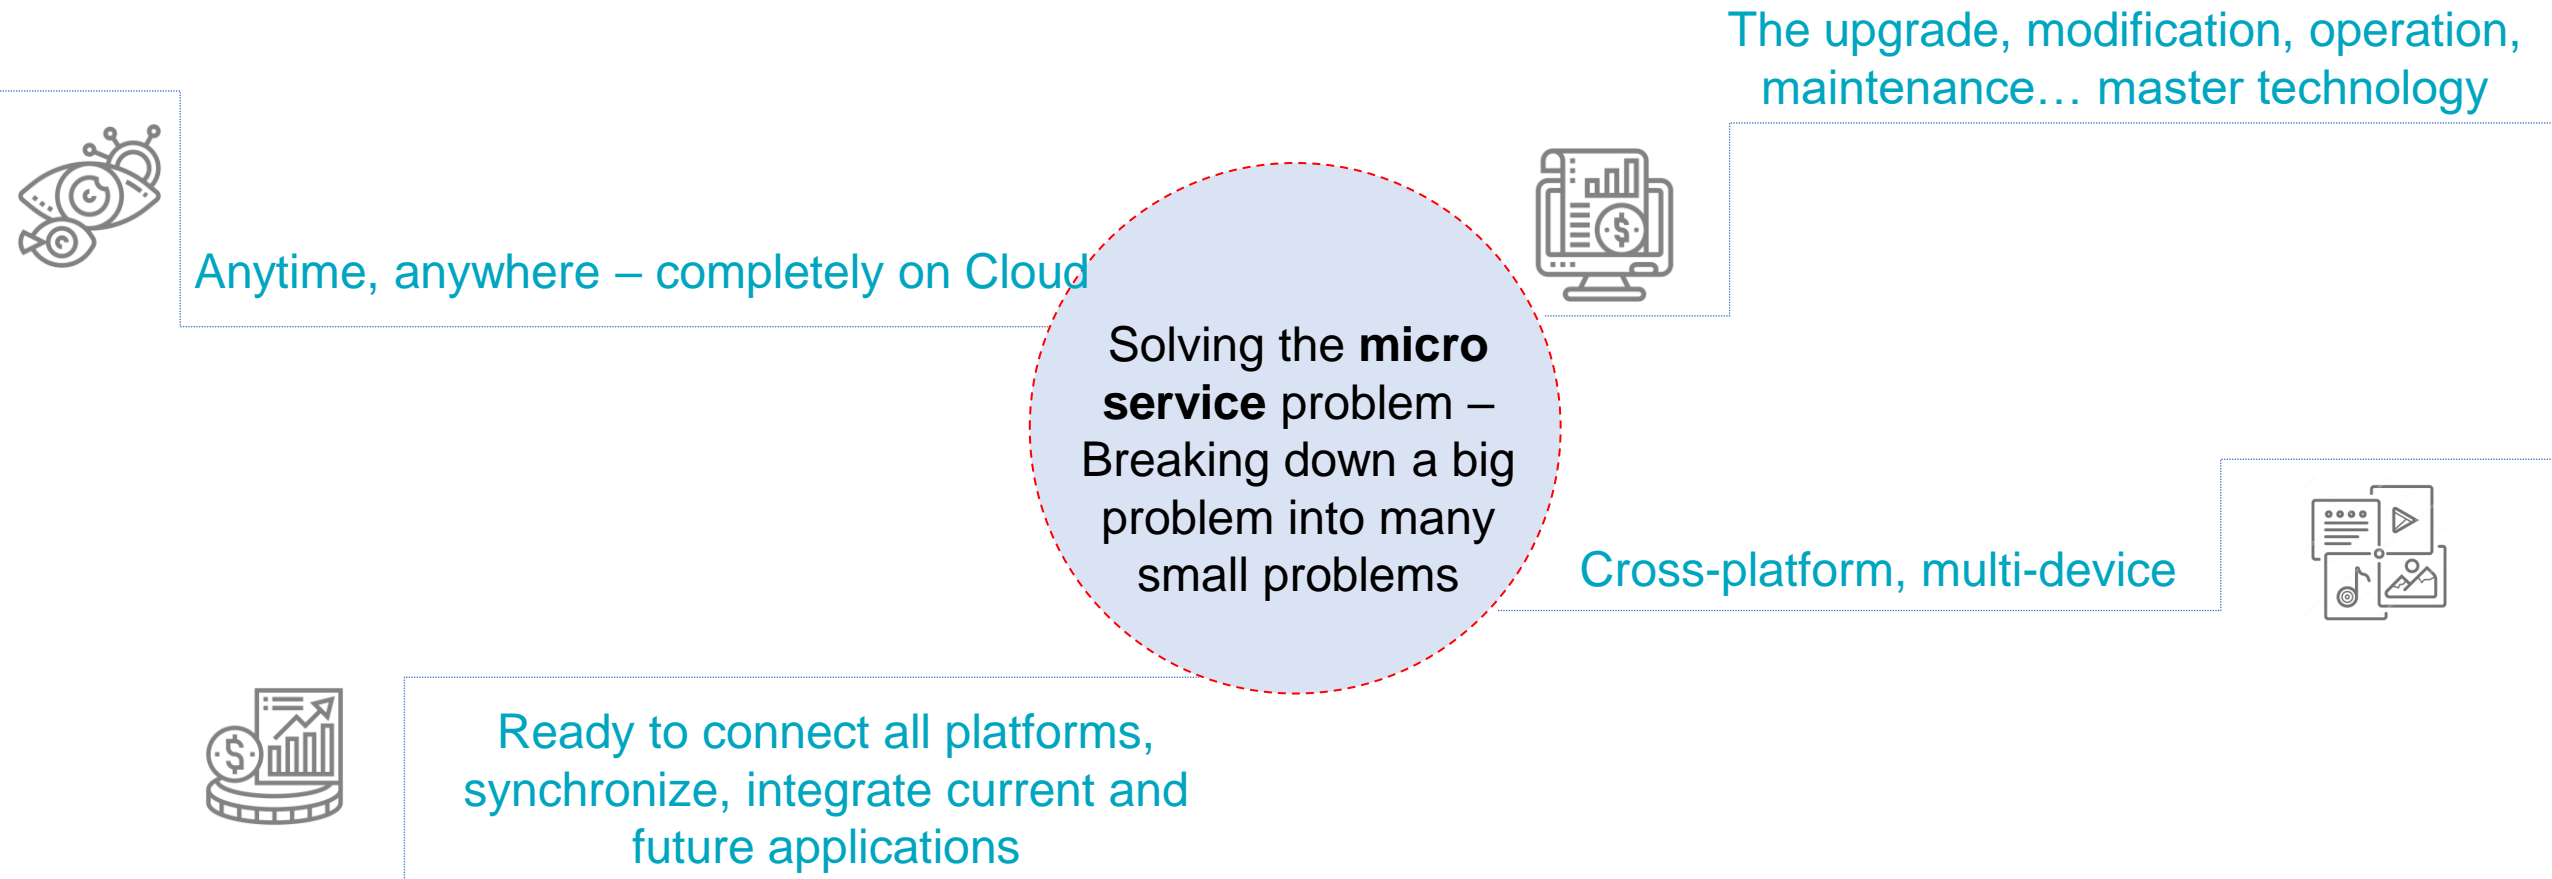 The upgrade, modification, operation,
maintenance… master technology
Anytime, anywhere – completely on Cloud
Solving the micro
service problem –
Breaking down a big
problem into many
small problems
Cross-platform, multi-device
Ready to connect all platforms,
synchronize, integrate current and
future applications